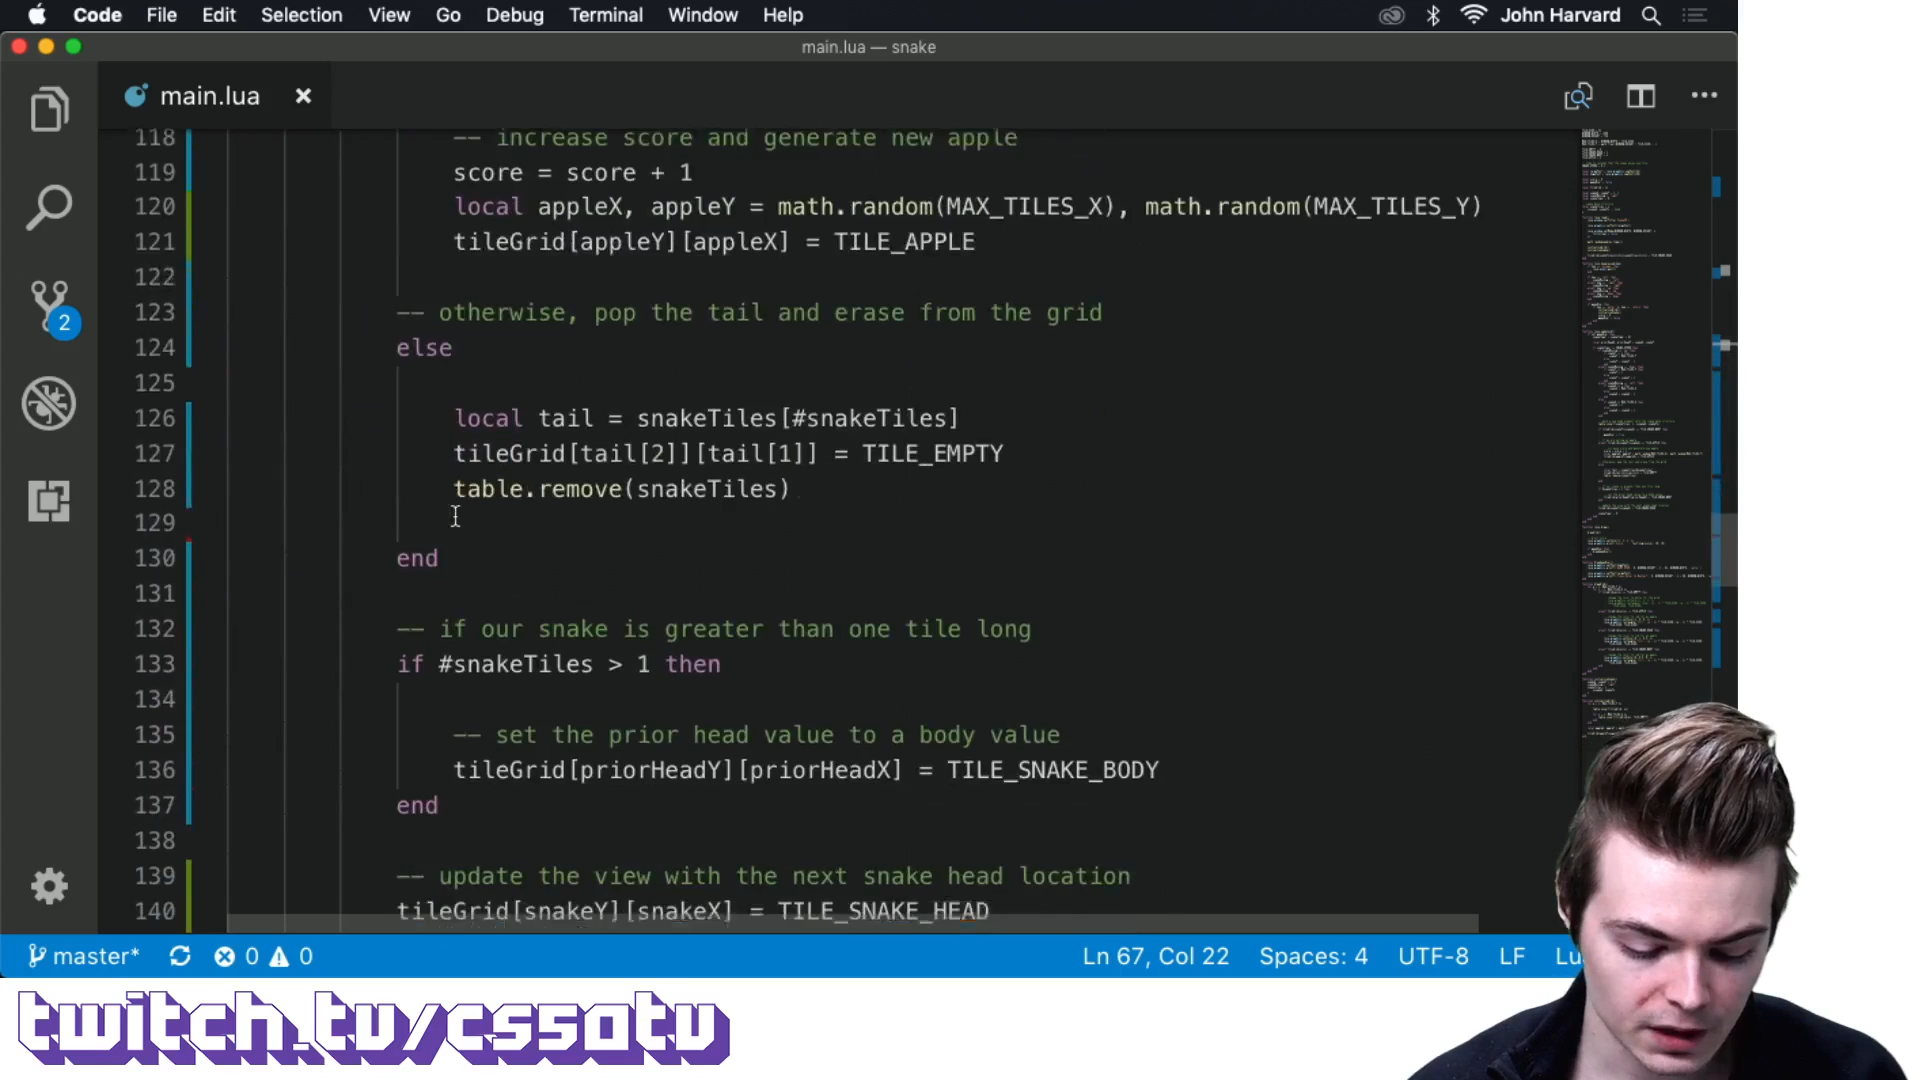 Code File Edit Selection View Go Debug Terminal Window Help John Harvard
main.lua — snake
main.lua
118 -- increase score and generate new apple
119 score = score + 1
120 local appleX, appleY = math.random(MAX_TILES_X), math.random(MAX_TILES_Y)
121 tileGrid[appleY][appleX] = TILE_APPLE
122
123 -- otherwise, pop the tail and erase from the grid
124 else
125
126 local tail = snakeTiles[#snakeTiles]
127 tileGrid[tail[2]][tail[1]] = TILE_EMPTY
128 table.remove(snakeTiles)
129
130 end
131
132 -- if our snake is greater than one tile long
133 if #snakeTiles > 1 then
134
135 -- set the prior head value to a body value
136 tileGrid[priorHeadY][priorHeadX] = TILE_SNAKE_BODY
137 end
138
139 -- update the view with the next snake head location
140 tileGrid[snakeY][snakeX] = TILE_SNAKE_HEAD
2
master* 0 0 Ln 67, Col 22 Spaces: 4 UTF-8 LF
twitch.tv/cs50tv